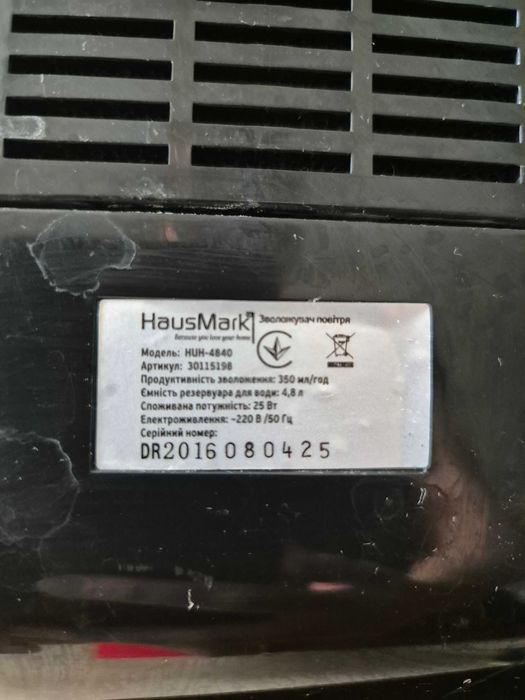 HausMark® Зволожувач повітря
because you love your home
Модель: HUH-4840
Артикул: 30115198
Продуктивність зволоження: 350 мл/год
Ємність резервуара для води: 4,8 л
Споживана потужність: 25 Вт
Електроживлення: ~220 В /50 Гц
Серійний номер:
DR2016080425